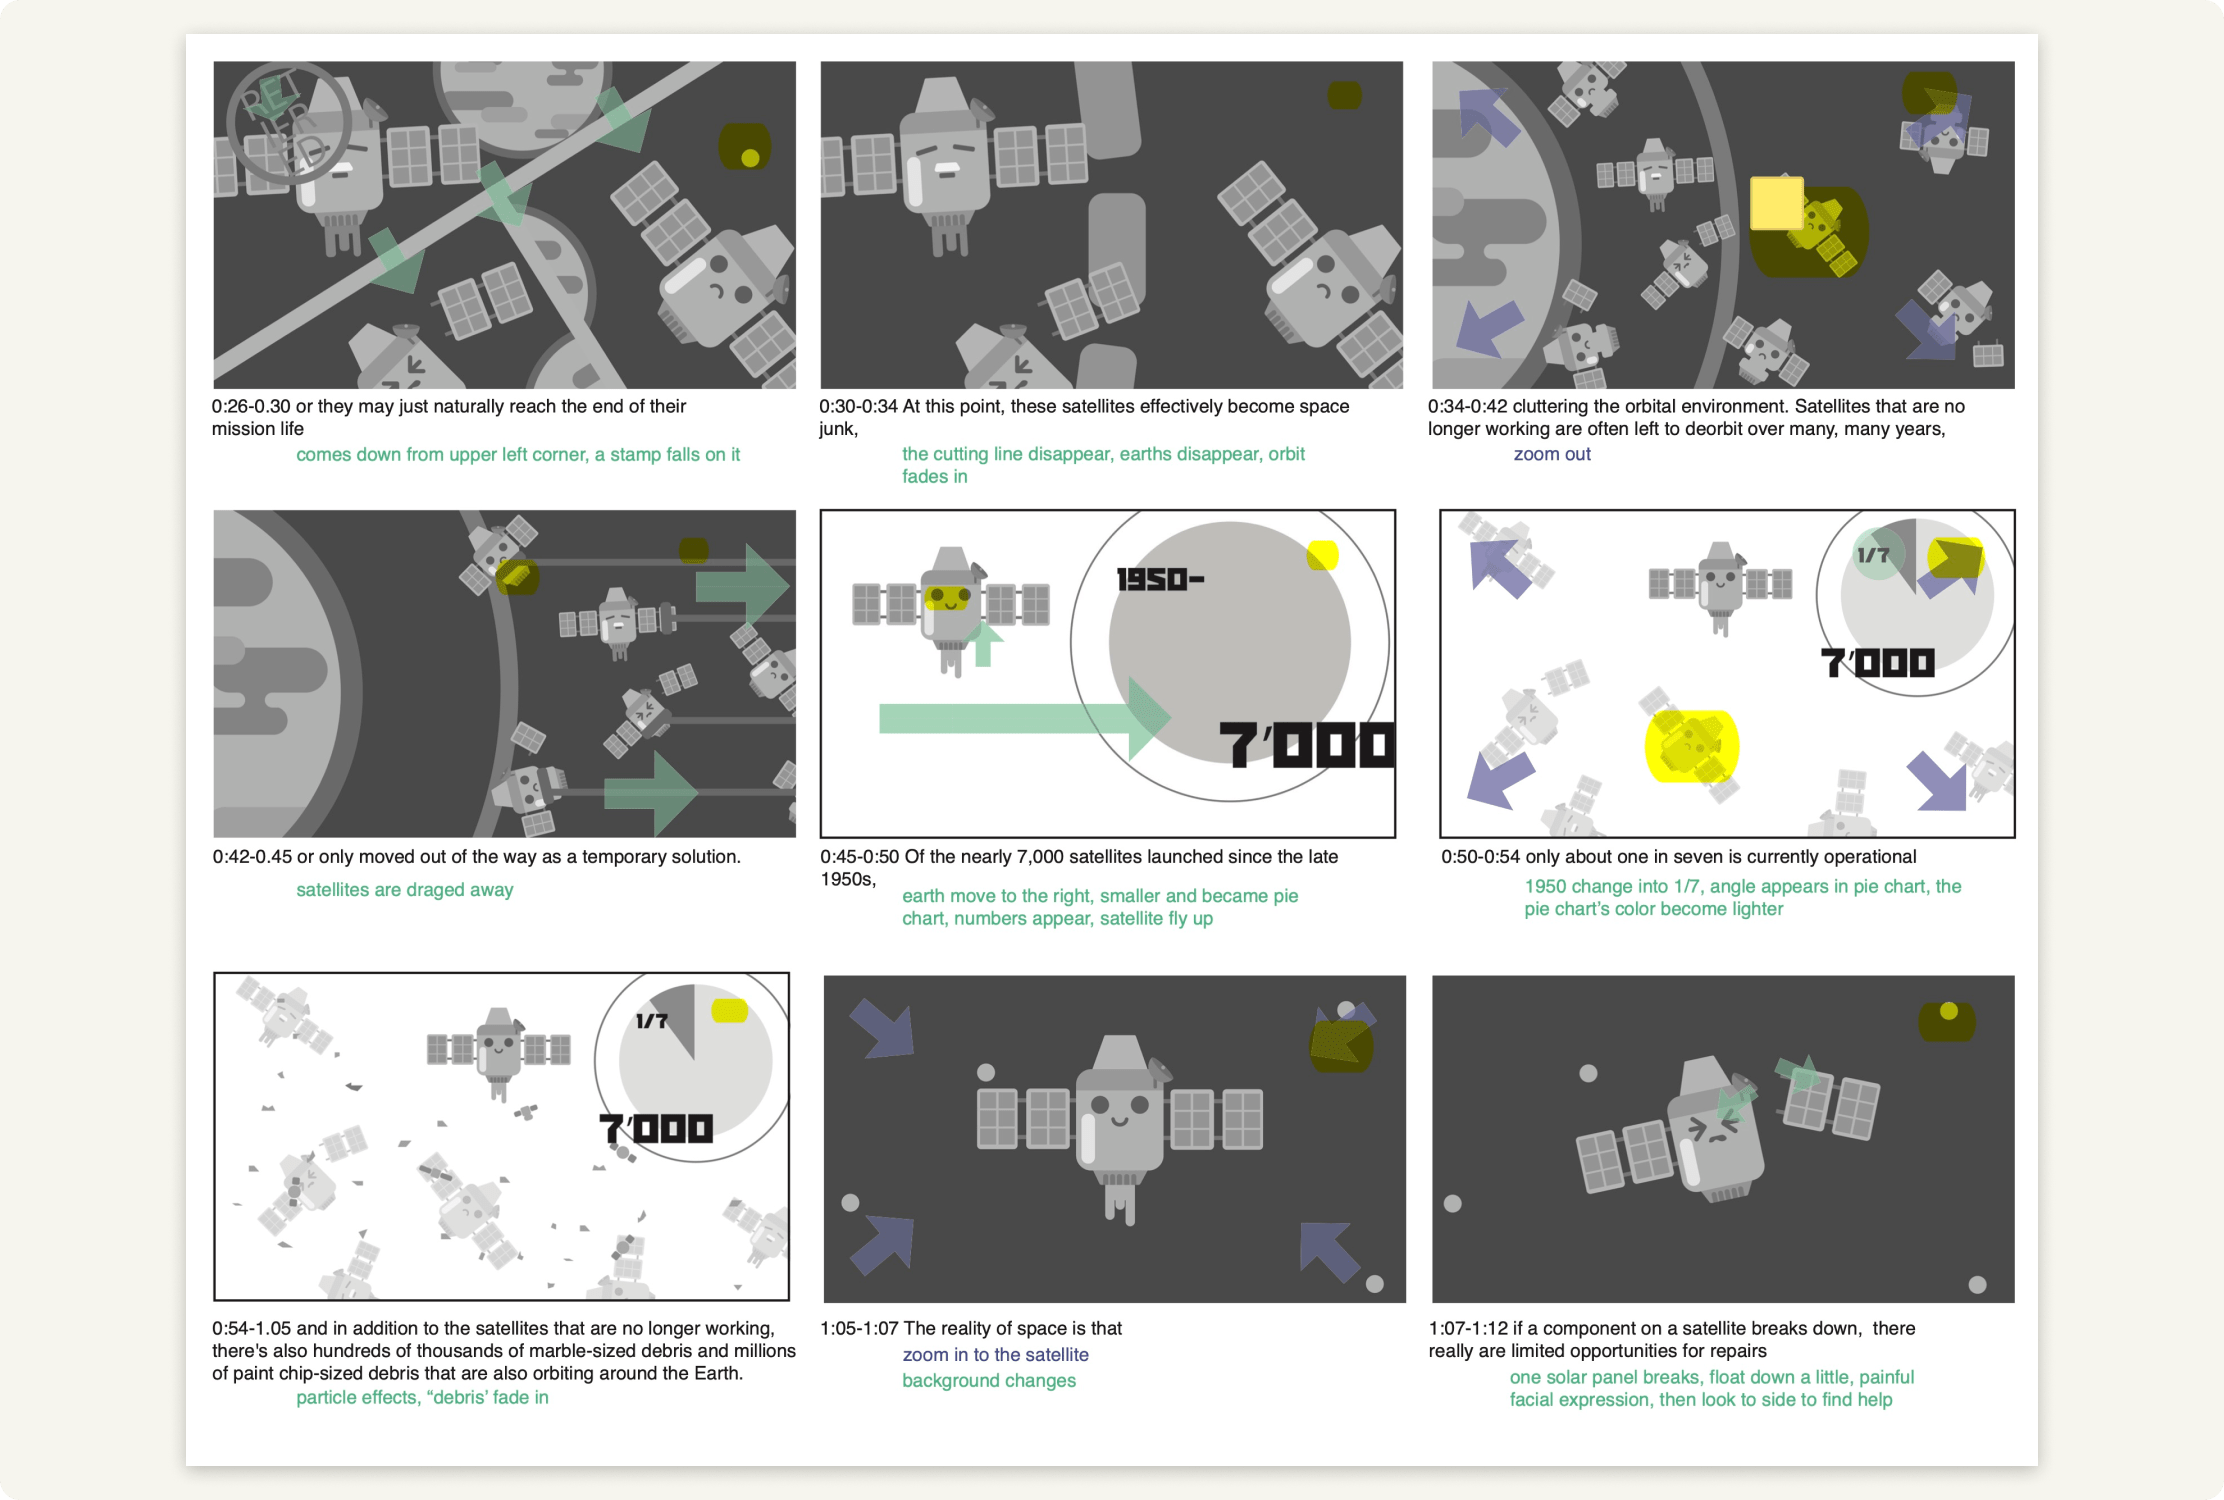 RET
IR
ED
0:26-0.30 or they may just naturally reach the end of their
mission life
comes down from upper left corner, a stamp falls on it
0:30-0:34 At this point, these satellites effectively become space
junk,
the cutting line disappear, earths disappear, orbit
fades in
0:34-0:42 cluttering the orbital environment. Satellites that are no
longer working are often left to deorbit over many, many years,
zoom out
0:42-0.45 or only moved out of the way as a temporary solution.
satellites are draged away
1950-
7’000
0:45-0:50 Of the nearly 7,000 satellites launched since the late
1950s,
earth move to the right, smaller and became pie
chart, numbers appear, satellite fly up
1/7
7’000
0:50-0:54 only about one in seven is currently operational
1950 change into 1/7, angle appears in pie chart, the
pie chart’s color become lighter
1/7
7’000
0:54-1.05 and in addition to the satellites that are no longer working,
there's also hundreds of thousands of marble-sized debris and millions
of paint chip-sized debris that are also orbiting around the Earth.
particle effects, “debris’ fade in
1:05-1:07 The reality of space is that
zoom in to the satellite
background changes
1:07-1:12 if a component on a satellite breaks down,  there
really are limited opportunities for repairs
one solar panel breaks, float down a little, painful
facial expression, then look to side to find help